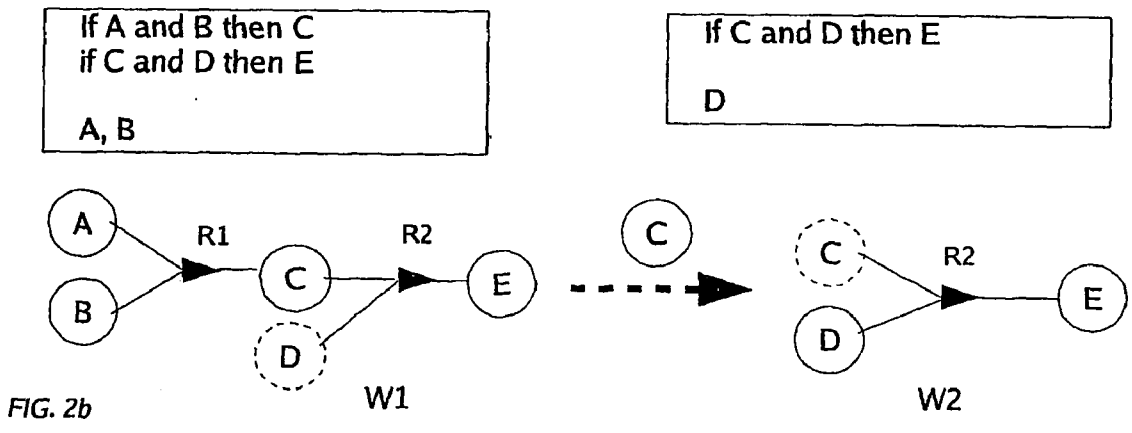 If A and B then C
if C and D then E
A, B
If C and D then E
D
A
R1
R2
B
C
E
D
W1
C
C
R2
D
E
W2
FIG. 2b